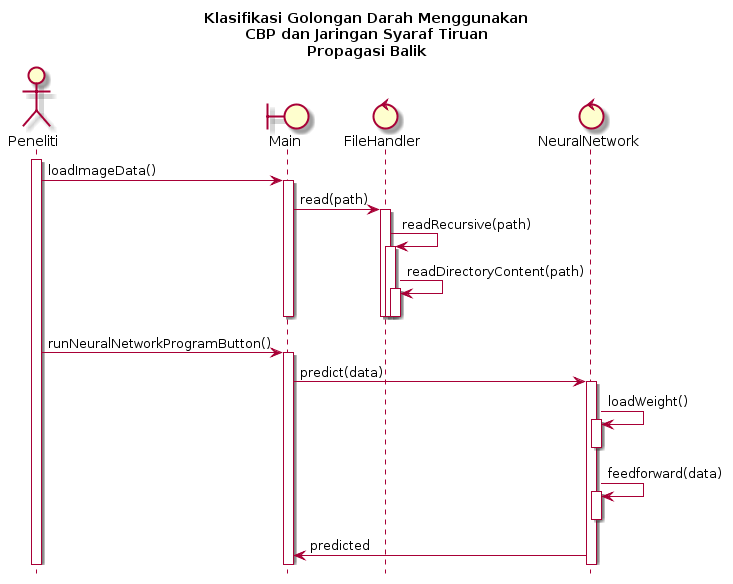 Klasifikasi Golongan Darah Menggunakan
CBP dan Jaringan Syaraf Tiruan
Propagasi Balik
Peneliti
Main
FileHandler
NeuralNetwork
loadImageData()
read(path)
readRecursive(path)
readDirectoryContent(path)
runNeuralNetworkProgramButton()
predict(data)
loadWeight()
feedforward(data)
predicted